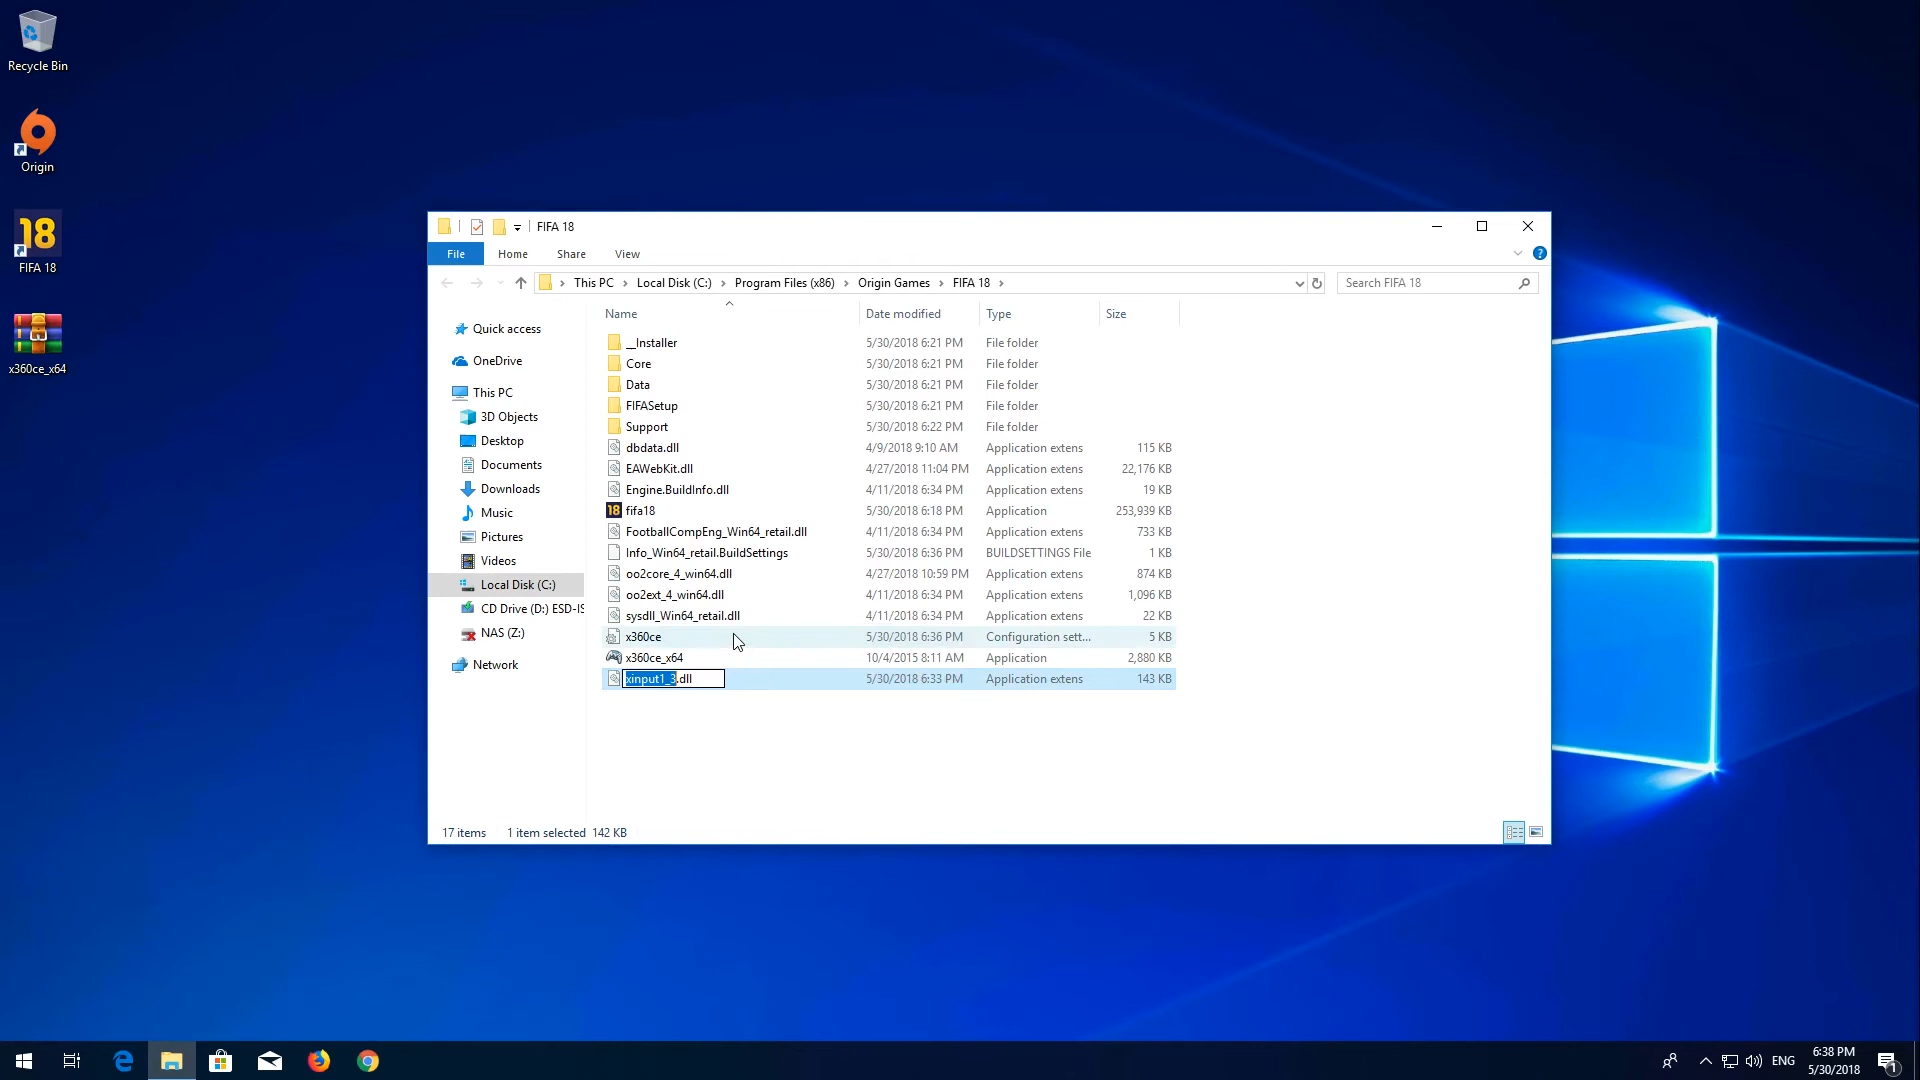 Recycle Bin
Origin
18
FIFA 18
x360ce_x64
FIFA 18
File Home Share View
This PC Local Disk (C:) Program Files (x86) Origin Games FIFA 18 Search FIFA 18
Name Date modified Type Size
Quick access
OneDrive
This PC
3D Objects
Desktop
Documents
Downloads
Music
Pictures
Videos
Local Disk (C:)
CD Drive (D:) ESD-IS
NAS (Z:)
Network
__Installer 5/30/2018 6:21 PM File folder
Core 5/30/2018 6:21 PM File folder
Data 5/30/2018 6:21 PM File folder
FIFASetup 5/30/2018 6:21 PM File folder
Support 5/30/2018 6:22 PM File folder
dbdata.dll 4/9/2018 9:10 AM Application extens 115 KB
EAWebKit.dll 4/27/2018 11:04 PM Application extens 22,176 KB
Engine.BuildInfo.dll 4/11/2018 6:34 PM Application extens 19 KB
18 fifa18 5/30/2018 6:18 PM Application 253,939 KB
FootballCompEng_Win64_retail.dll 4/11/2018 6:34 PM Application extens 733 KB
Info_Win64_retail.BuildSettings 5/30/2018 6:36 PM BUILDSETTINGS File 1 KB
oo2core_4_win64.dll 4/27/2018 10:59 PM Application extens 874 KB
oo2ext_4_win64.dll 4/11/2018 6:34 PM Application extens 1,096 KB
sysdll_Win64_retail.dll 4/11/2018 6:34 PM Application extens 22 KB
x360ce 5/30/2018 6:36 PM Configuration sett... 5 KB
x360ce_x64 10/4/2015 8:11 AM Application 2,880 KB
xinput1_3.dll 5/30/2018 6:33 PM Application extens 143 KB
17 items 1 item selected 142 KB
ENG 6:38 PM
5/30/2018
1